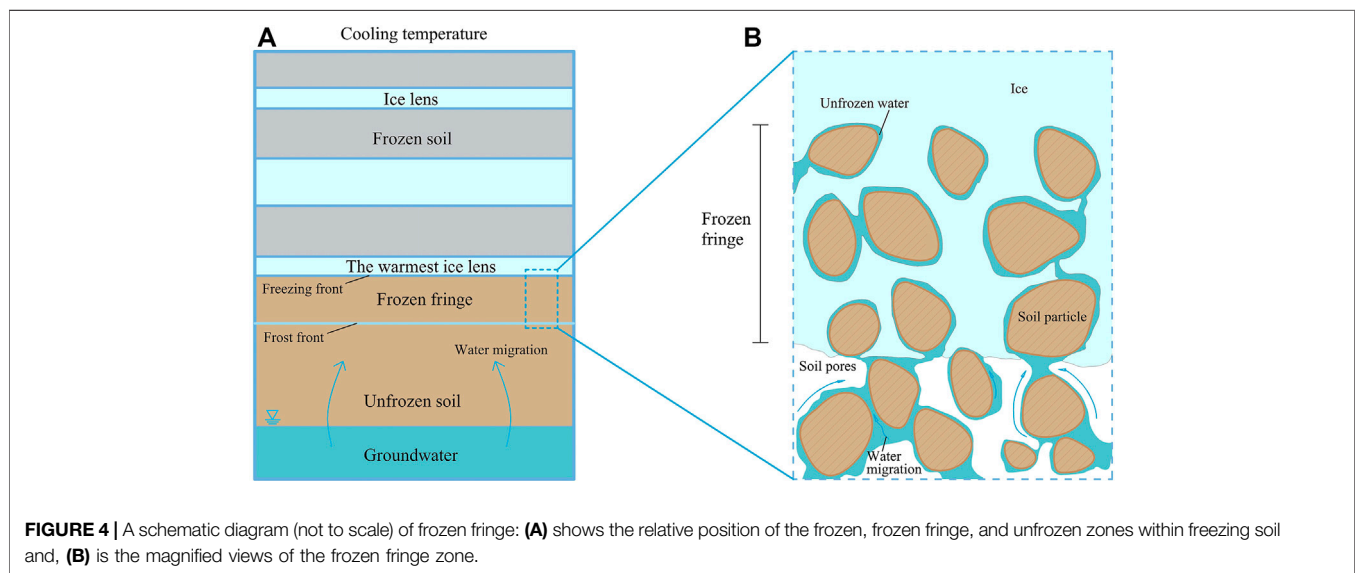 A
Cooling temperature
Ice lens
Frozen soil
The warmest ice lens
Freezing front
Frozen fringe
Frost front
Water migration
Unfrozen soil
Groundwater
B
Ice
Unfrozen water
Frozen
fringe
Soil particle
Soil pores
Water
migration
FIGURE 4 | A schematic diagram (not to scale) of frozen fringe: (A) shows the relative position of the frozen, frozen fringe, and unfrozen zones within freezing soil
and, (B) is the magnified views of the frozen fringe zone.